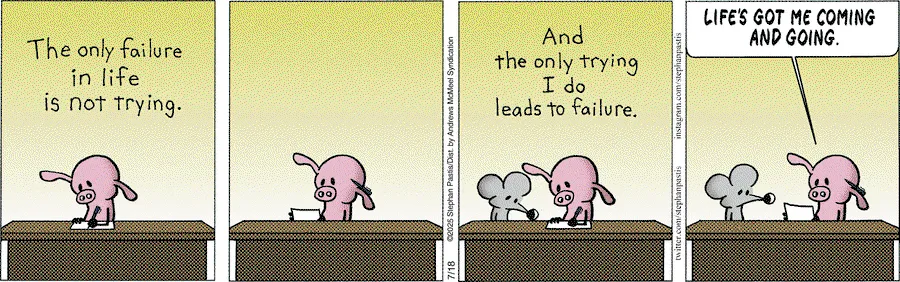 The only failure
in life
is not trying.
©2025 Stephan Pastis/Dist. by Andrews McMeel Syndication
7/18
And
the only trying
I do
leads to failure.
twitter.com/stephanpastis
instagram.com/stephanpastis
LIFE'S GOT ME COMING
AND GOING.